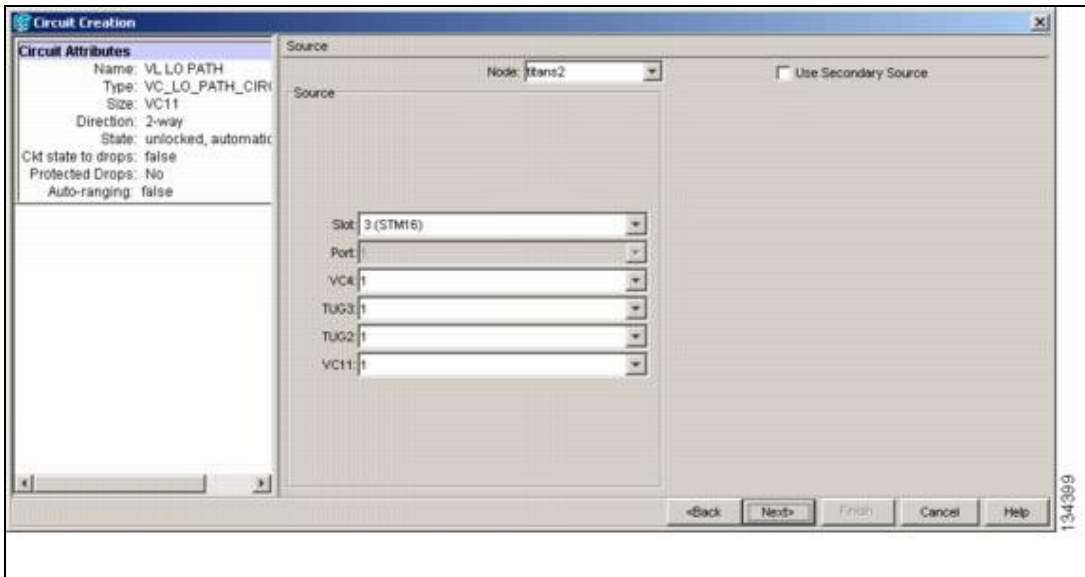 Circuit Creation
Circuit Attributes
Name: VL LO PATH
Type: VC_LO_PATH_CIR
Size: VC11
Direction: 2-way
State: unlocked, automatic
Ckt state to drops: false
Protected Drops: No
Auto-ranging: false
Source
Node: titans2
Use Secondary Source
Source
Slot: 3 (STM16)
Port:
VC4: 1
TUG3: 1
TUG2: 1
VC11: 1
<Back
Next>
Finish
Cancel
Help
134399